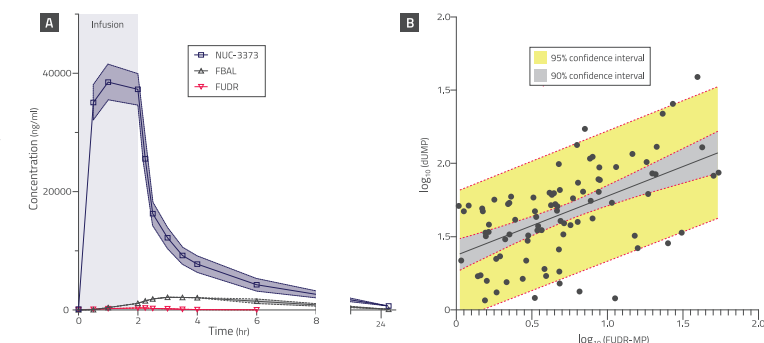 A
Infusion
NUC-3373
FBAL
FUDR
40000
20000
0
Concentration (ng/ml)
0 2 4 6 8 24
Time (hr)
B
95% confidence interval
90% confidence interval
2.0
1,5
2.0
1.5
0
log10 (dUMP)
0 0.5 1.0 1.5 2.0
log10 (FUDR-MP)